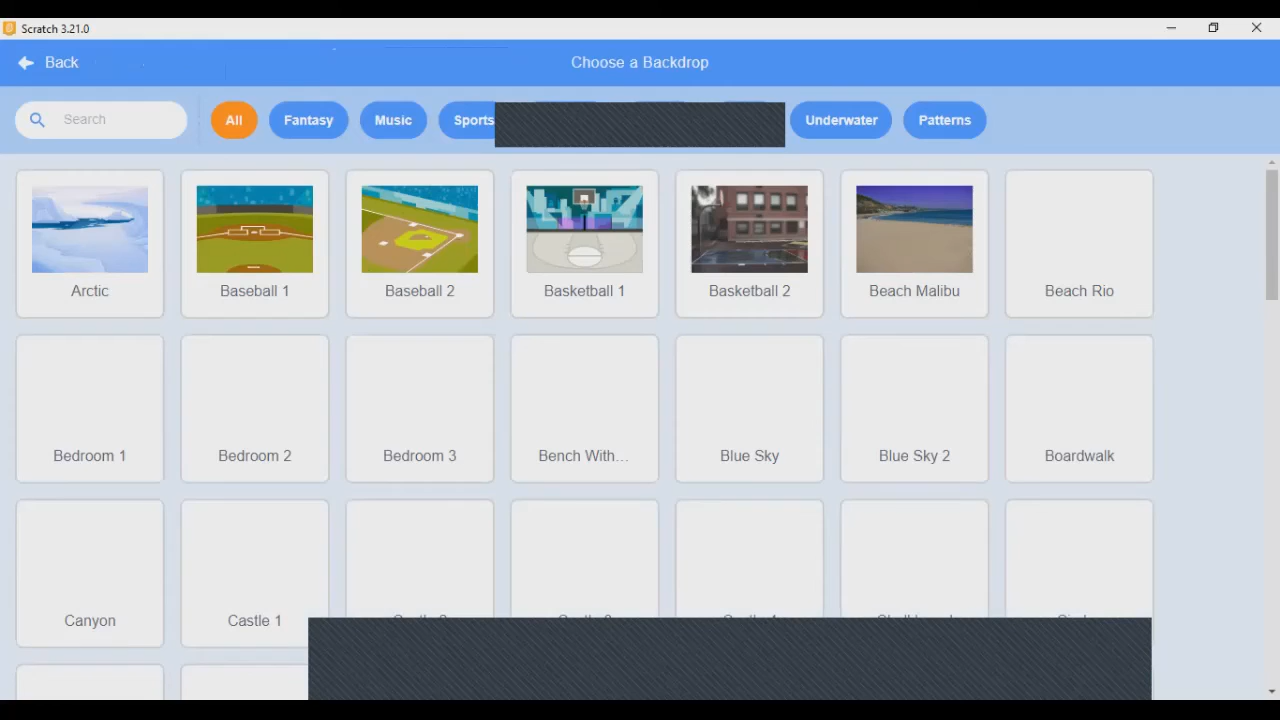 Scratch 3.21.0
Back
Choose a Backdrop
Search
All
Fantasy
Music
Sports
Underwater
Patterns
Arctic
Baseball 1
Baseball 2
Basketball 1
Basketball 2
Beach Malibu
Beach Rio
Bedroom 1
Bedroom 2
Bedroom 3
Bench With...
Blue Sky
Blue Sky 2
Boardwalk
Canyon
Castle 1